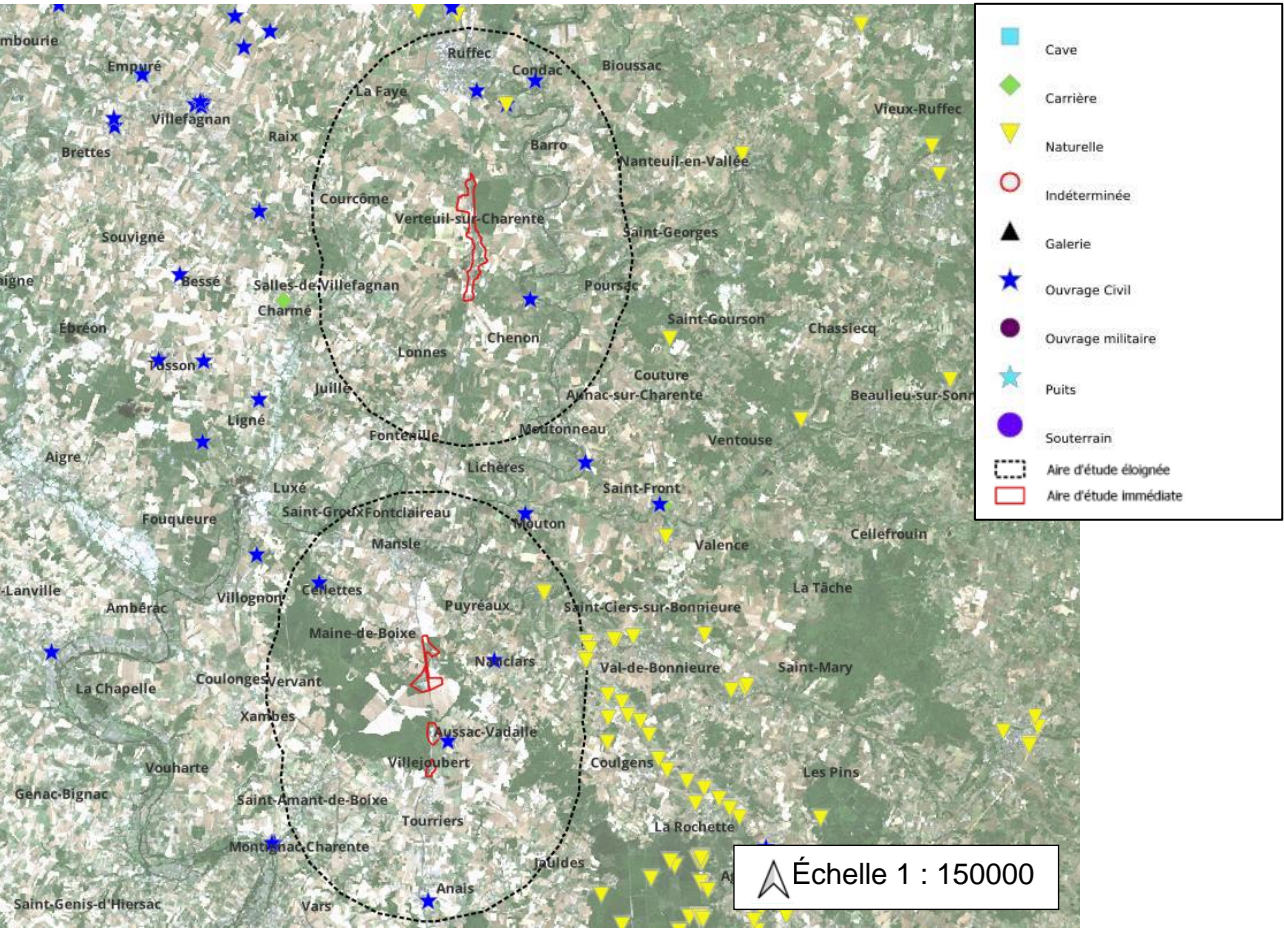 mbourie
Ruffec
Empuré
Condac
Bioussac
La Faye
Villefagnan
Vieux-Ruffec
Raix
Brettes
Barro
Nanteuil-en-Vallée
Courcôme
Verteuil-sur-Charente
Souvigné
Saint-Georges
aigne
Bessé
Salles-de-Villefagnan
Poursac
Charmé
Saint-Gourson
Chassiecq
Ébréon
Chenon
Lonnes
Tusson
Couture
Juillé
Aunac-sur-Charente
Beaulieu-sur-Sonn
Ligné
Moutonneau
Fontenille
Ventouse
Aigre
Lichères
Luxé
Saint-Front
Saint-Groux
Fontclaireau
Fouqueure
Mouton
Cellefrouin
Mansle
Valence
-Lanville
Cellettes
La Tâche
Villognon
Ambérac
Puyréaux
Saint-Ciers-sur-Bonnieure
Maine-de-Boixe
Nanclars
Val-de-Bonnieure
Saint-Mary
Coulonges
Vervant
La Chapelle
Xambes
Aussac-Vadalle
Villejoubert
Coulgens
Vouharte
Les Pins
Genac-Bignac
Saint-Amant-de-Boixe
Tourriers
La Rochette
Montignac-Charente
Jauldes
Ag
Anais
Saint-Genis-d'Hiersac
Vars
Cave
Carrière
Naturelle
Indéterminée
Galerie
Ouvrage Civil
Ouvrage militaire
Puits
Souterrain
Aire d'étude éloignée
Aire d'étude immédiate
Échelle 1 : 150000